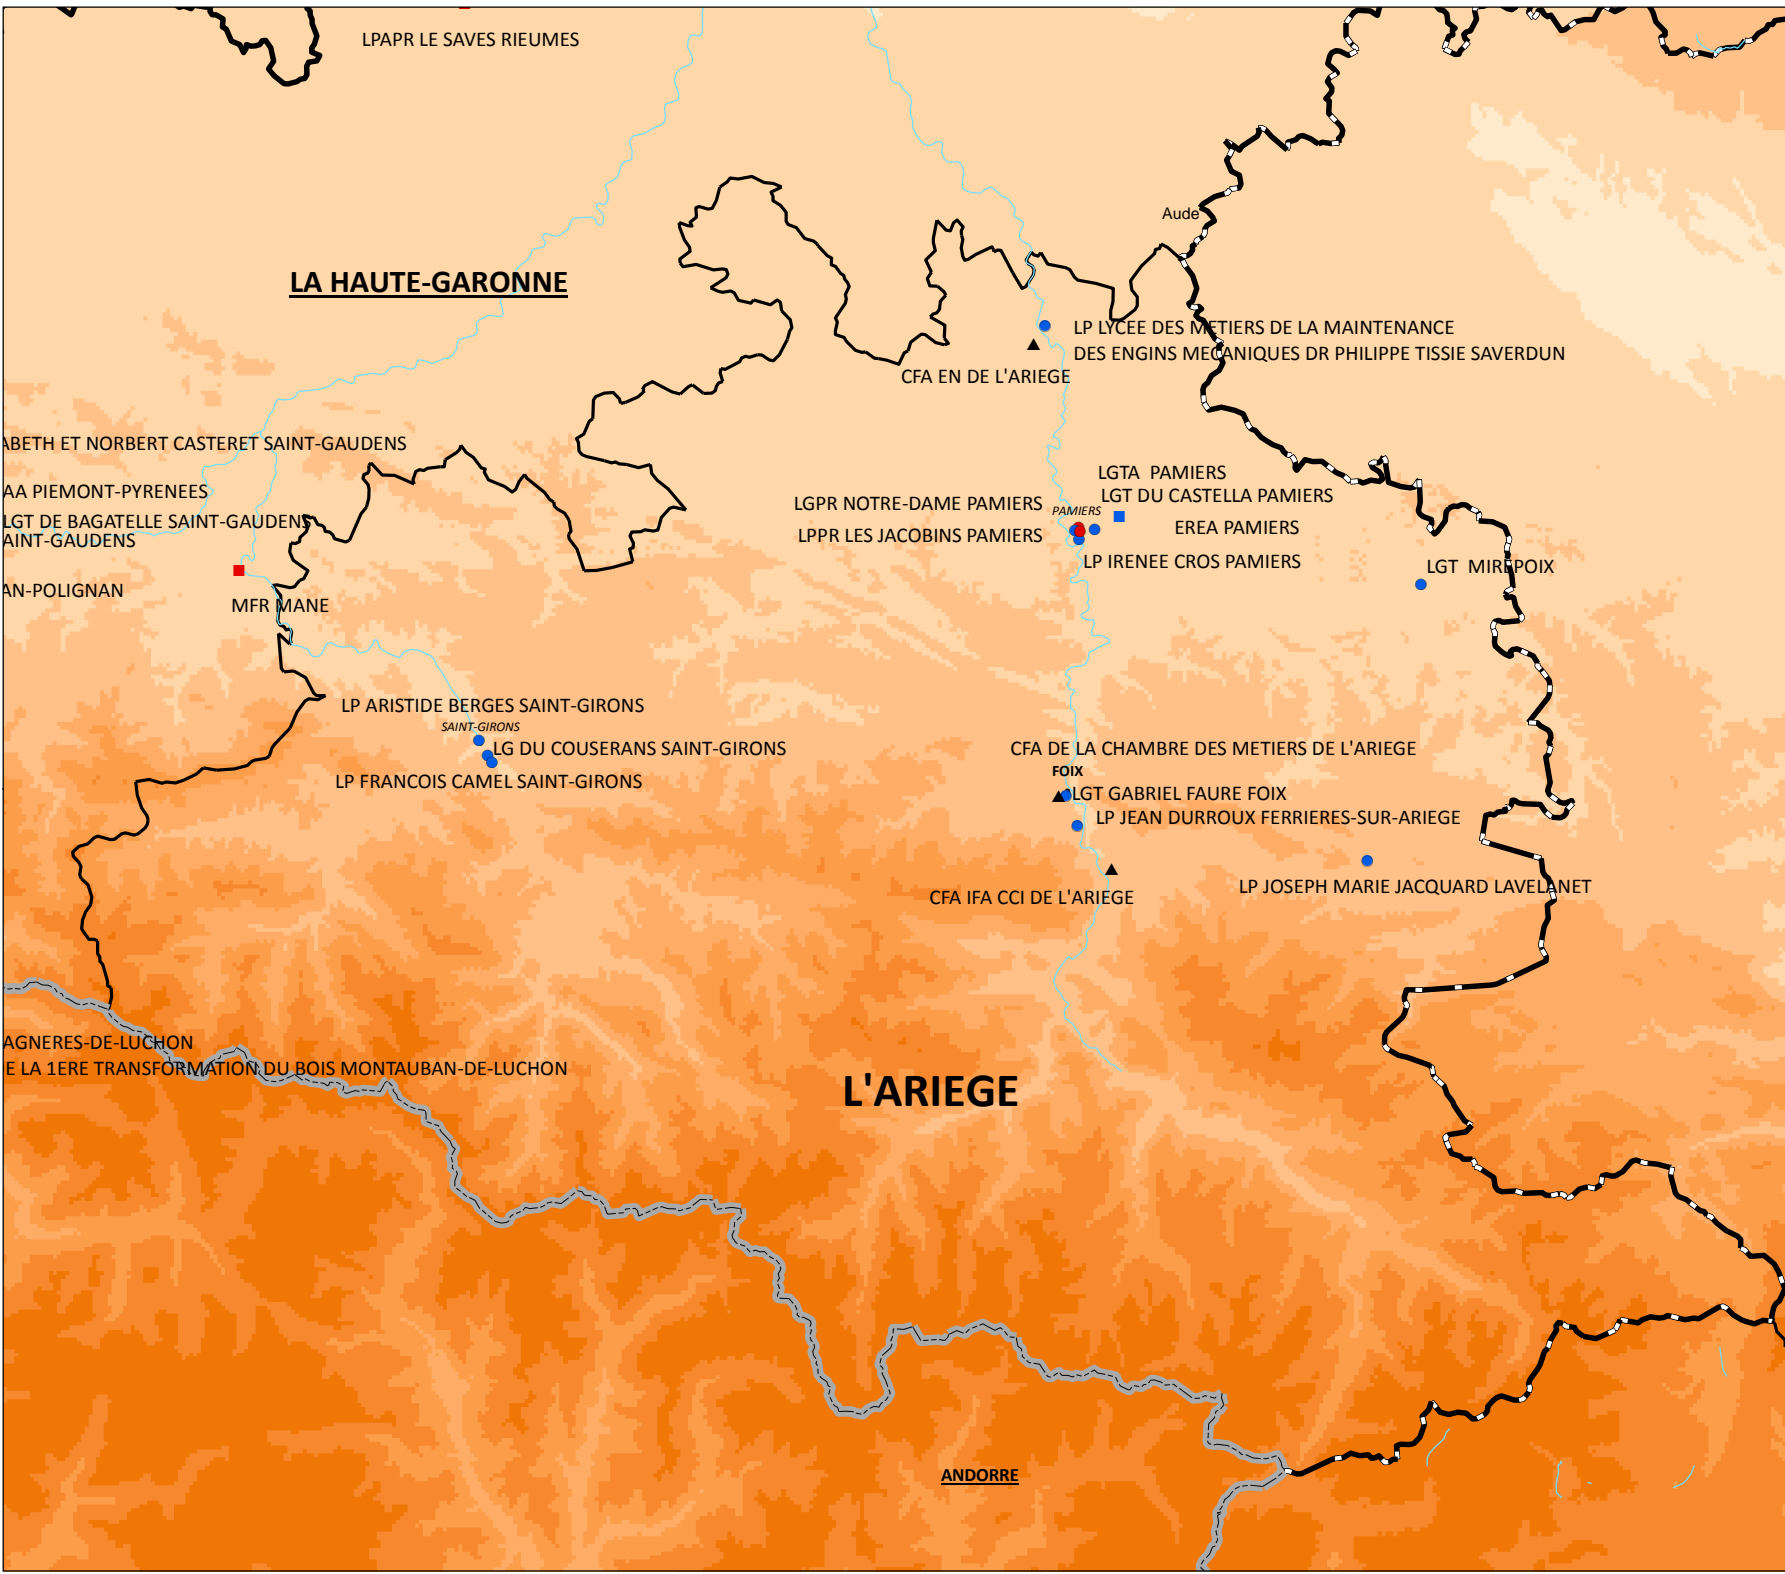 LPAPR LE SAVES RIEUMES
Aude
LA HAUTE-GARONNE
LP LYCEE DES METIERS DE LA MAINTENANCE
DES ENGINS MECANIQUES DR PHILIPPE TISSIE SAVERDUN
CFA EN DE L'ARIEGE
ABETH ET NORBERT CASTERET SAINT-GAUDENS
LGTA PAMIERS
AA PIEMONT-PYRENEES
LGT DU CASTELLA PAMIERS
LGPR NOTRE-DAME PAMIERS
PAMIERS
LGT DE BAGATELLE SAINT-GAUDENS
EREA PAMIERS
LPPR LES JACOBINS PAMIERS
AINT-GAUDENS
LP IRENEE CROS PAMIERS
LGT MIREPOIX
AN-POLIGNAN
MFR MANE
LP ARISTIDE BERGES SAINT-GIRONS
SAINT-GIRONS
LG DU COUSERANS SAINT-GIRONS
CFA DE LA CHAMBRE DES METIERS DE L'ARIEGE
FOIX
LP FRANCOIS CAMEL SAINT-GIRONS
LGT GABRIEL FAURE FOIX
LP JEAN DURROUX FERRIERES-SUR-ARIEGE
LP JOSEPH MARIE JACQUARD LAVELANET
CFA IFA CCI DE L'ARIEGE
AGNERES-DE-LUCHON
E LA 1ERE TRANSFORMATION DU BOIS MONTAUBAN-DE-LUCHON
L'ARIEGE
ANDORRE